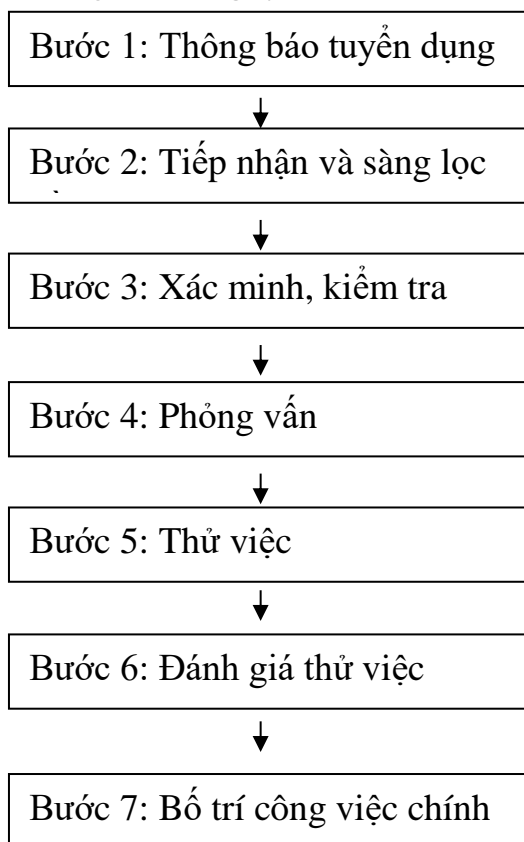 Bước 1: Thông báo tuyển dụng
Bước 2: Tiếp nhận và sàng lọc
Bước 3: Xác minh, kiểm tra
Bước 4: Phỏng vấn
Bước 5: Thử việc
Bước 6: Đánh giá thử việc
Bước 7: Bố trí công việc chính